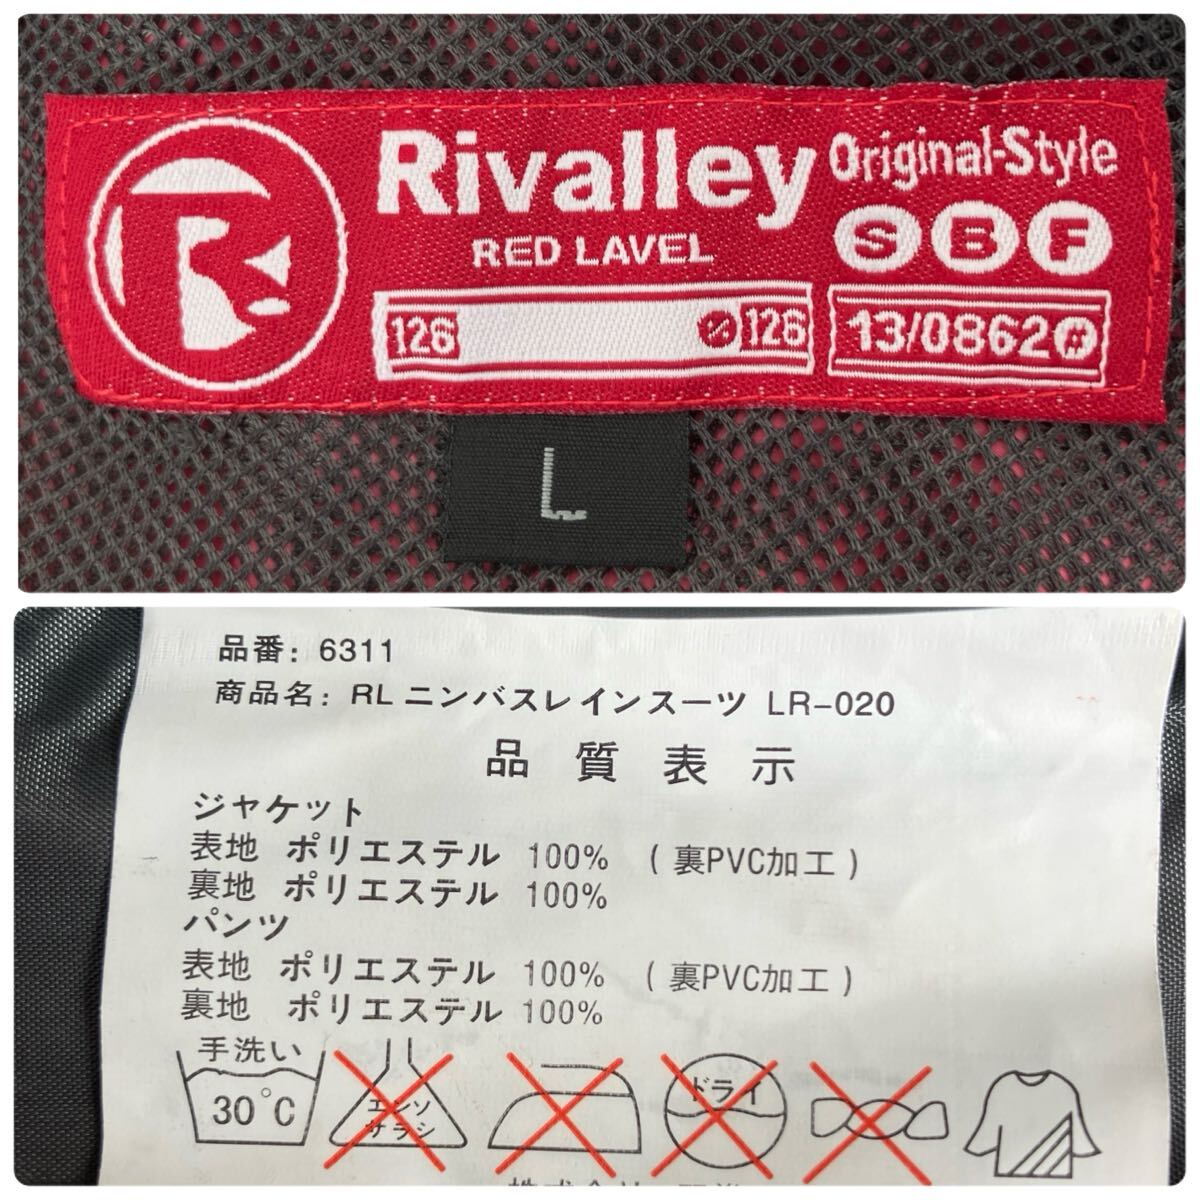 Rivalley Original-Style
RED LAVEL
S B F
126 126 13/0862
L
品番: 6311
商品名: RL ニンバスレインスーツ LR-020
品質表示
ジャケット
表地 ポリエステル 100% (裏PVC加工)
裏地 ポリエステル 100%
パンツ
表地 ポリエステル 100% (裏PVC加工)
裏地 ポリエステル 100%
手洗い
30℃
エンソ
サラシ
ドライ